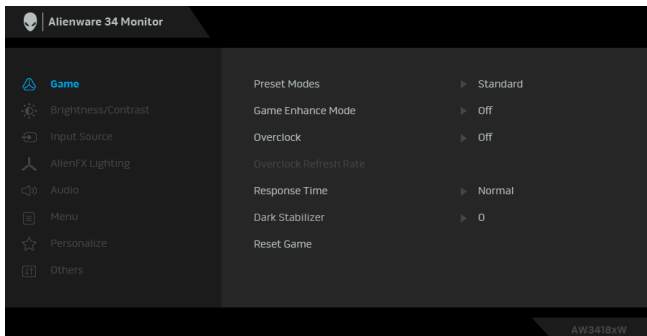 Alienware 34 Monitor
Game
Preset Modes Standard
Brightness/Contrast
Game Enhance Mode Off
Input Source
Overclock Off
AlienFX Lighting
Overclock Refresh Rate
Audio
Response Time Normal
Menu
Dark Stabilizer 0
Personalize
Reset Game
Others
AW3418xW